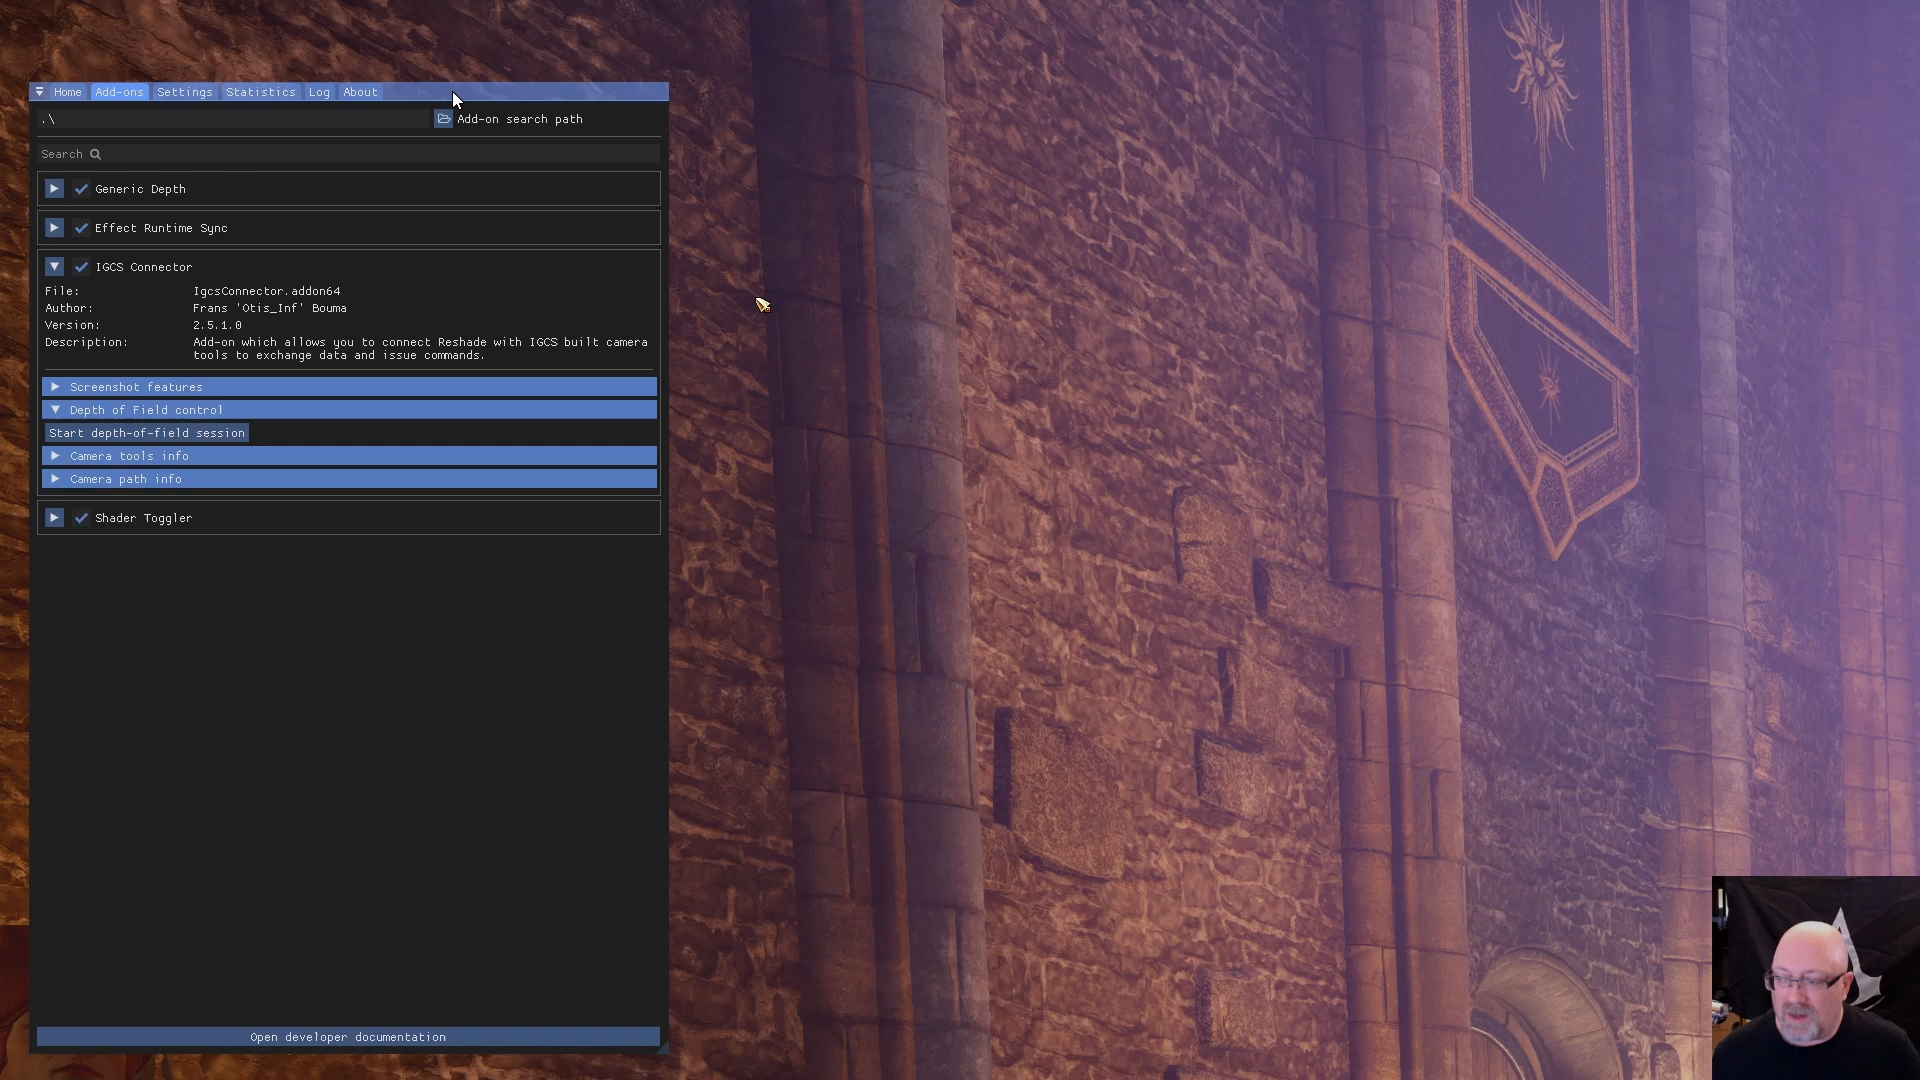 Home Add-ons Settings Statistics Log About
.\ Add-on search path
Search
Generic Depth
Effect Runtime Sync
IGCS Connector
File: IgcsConnector.addon64
Author: Frans 'Otis_Inf' Bouma
Version: 2.5.1.0
Description: Add-on which allows you to connect Reshade with IGCS built camera
tools to exchange data and issue commands.
Screenshot features
Depth of Field control
Start depth-of-field session
Camera tools info
Camera path info
Shader Toggler
Open developer documentation